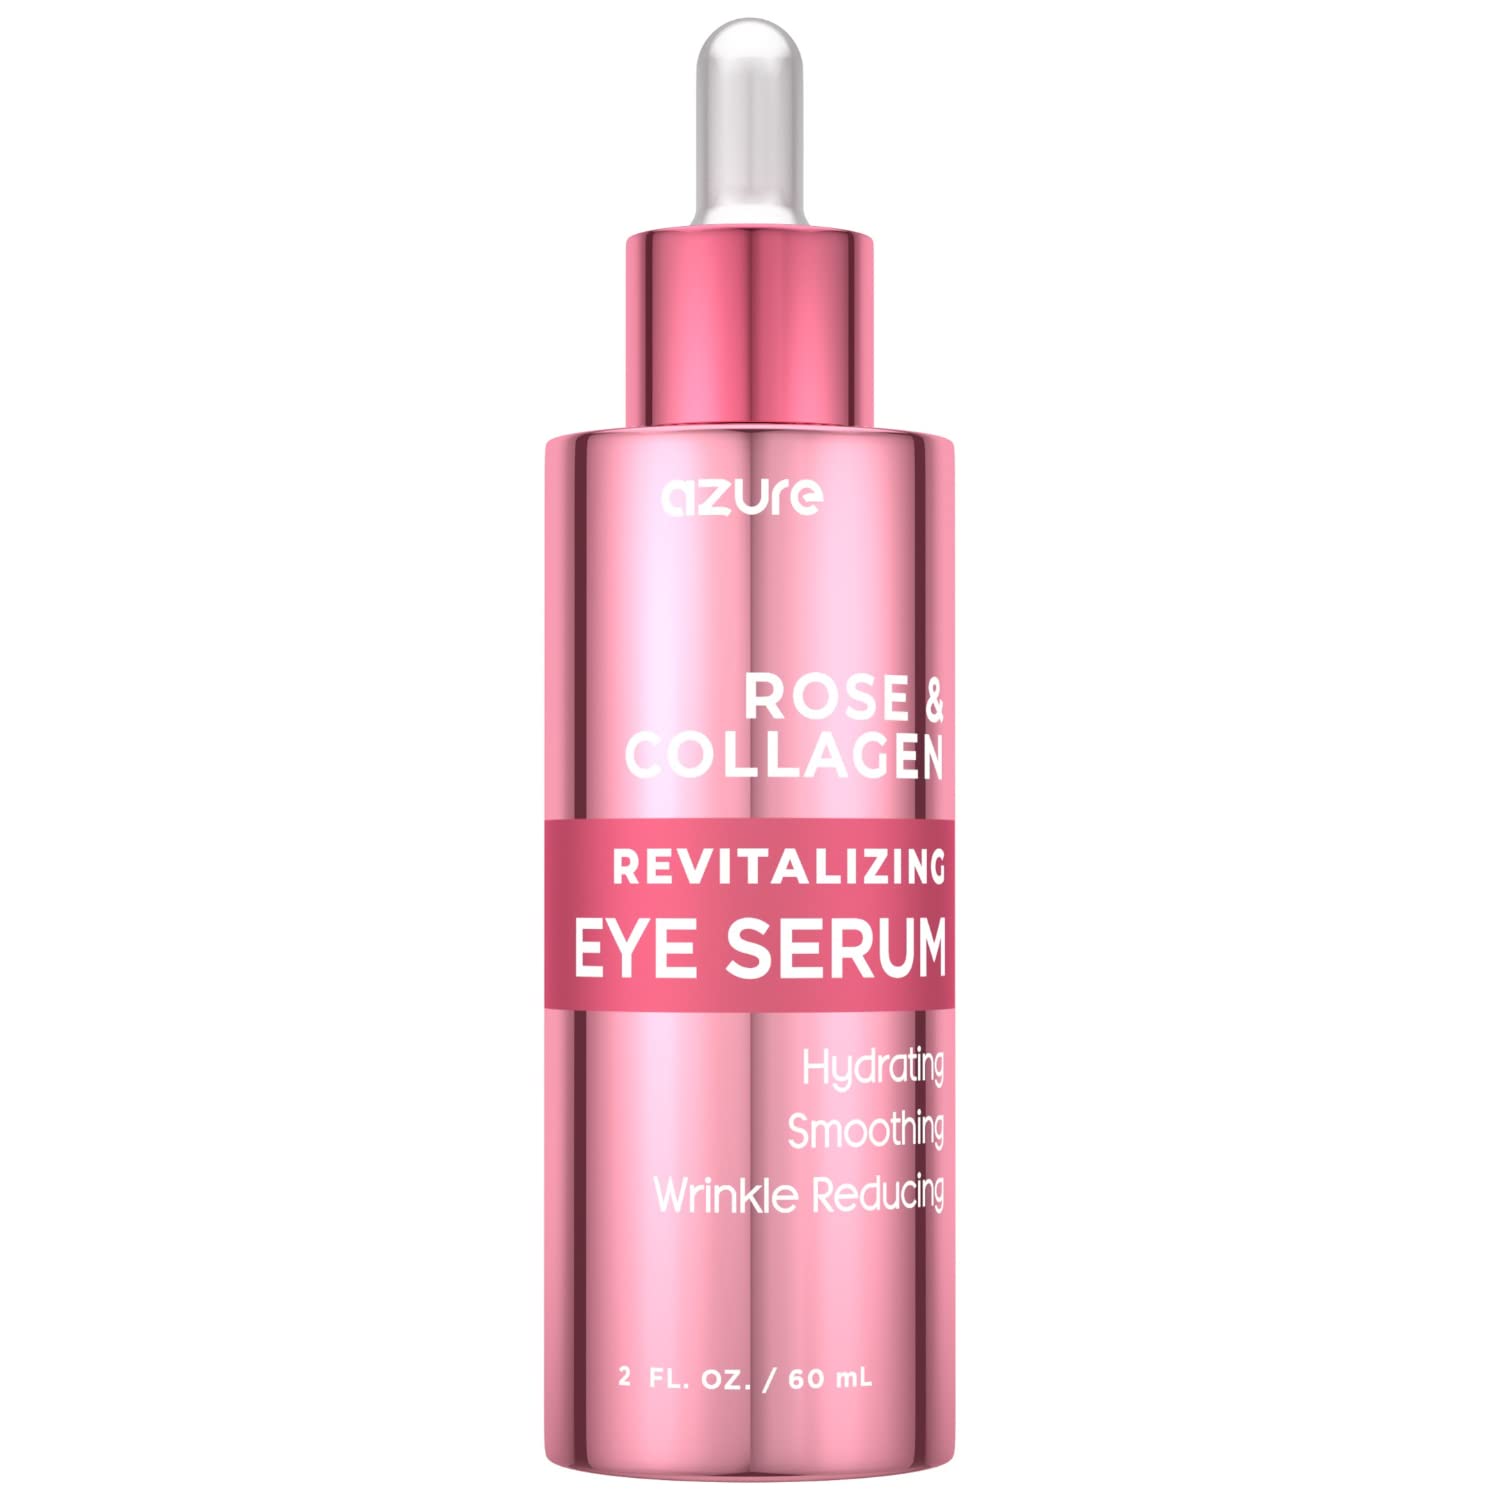 azure
ROSE &
COLLAGEN
REVITALIZING
EYE SERUM
Hydrating
Smoothing
Wrinkle Reducing
2 FL. OZ. / 60 mL